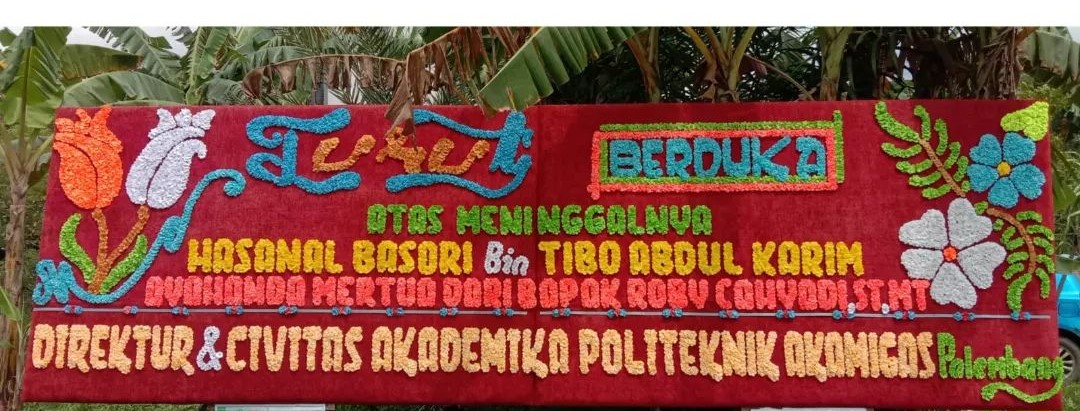 Turut BERDUKA
ATAS MENINGGALNYA
HASANAL BASORI Bin TIBO ABDUL KARIM
AYAHANDA MERTUA DARI BAPAK ROBY CAHYADI, ST, MT
DIREKTUR & CIVITAS AKADEMIKA POLITEKNIK AKAMIGAS Palembang